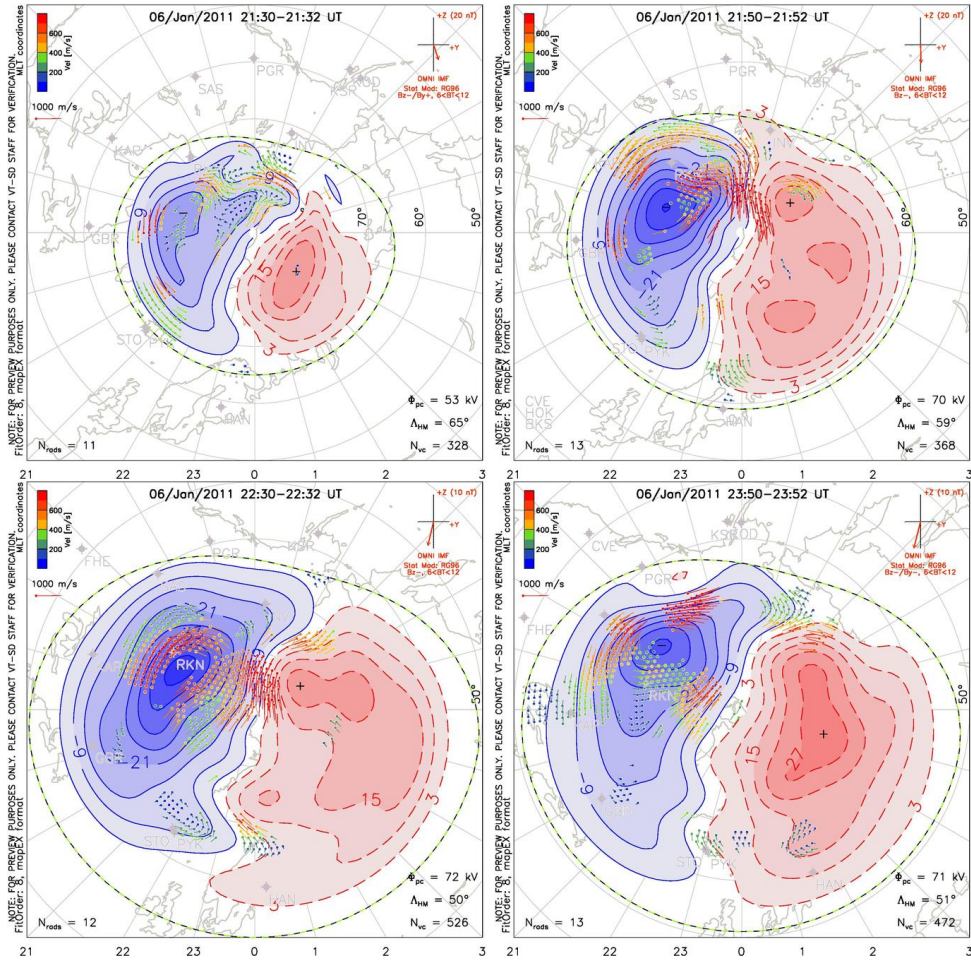 06/Jan/2011 21:30-21:32 UT
+Z (20 nT)
+Y
OMNI IMF
Stat Mod: RG96
Bz-/By+, 6<BT<12
600
400
200
Vel [m/s]
MLT coordinates
1000 m/s
NOTE: FOR PREVIEW PURPOSES ONLY. PLEASE CONTACT VT-SD STAFF FOR VERIFICATION.
FitOrder: 8, mapEX format
PGR
SAS
INV
GBR
STO
PYK
HAN
70°
60°
50°
15
3
Φpc = 53 kV
ΛHM = 65°
Nvc = 328
Nrads = 11
06/Jan/2011 21:50-21:52 UT
+Z (20 nT)
+Y
OMNI IMF
Stat Mod: RG96
Bz-, 6<BT<12
600
400
200
Vel [m/s]
MLT coordinates
1000 m/s
NOTE: FOR PREVIEW PURPOSES ONLY. PLEASE CONTACT VT-SD STAFF FOR VERIFICATION.
FitOrder: 8, mapEX format
PGR
SAS
INV
STO
PYK
HAN
CVE
HOK
BKS
60°
50°
-21
15
3
3
Φpc = 70 kV
ΛHM = 59°
Nvc = 368
Nrads = 13
21 22 23 0 1 2 3
21 22 23 0 1 2 3
06/Jan/2011 22:30-22:32 UT
+Z (10 nT)
+Y
OMNI IMF
Stat Mod: RG96
Bz-, 6<BT<12
600
400
200
Vel [m/s]
MLT coordinates
1000 m/s
NOTE: FOR PREVIEW PURPOSES ONLY. PLEASE CONTACT VT-SD STAFF FOR VERIFICATION.
FitOrder: 8, mapEX format
FHE
PGR
RKN
STO
PYK
HAN
50°
-21
-21
15
3
3
Φpc = 72 kV
ΛHM = 50°
Nvc = 526
Nrads = 12
06/Jan/2011 23:50-23:52 UT
+Z (10 nT)
+Y
OMNI IMF
Stat Mod: RG96
Bz-/By-, 6<BT<12
600
400
200
Vel [m/s]
MLT coordinates
1000 m/s
NOTE: FOR PREVIEW PURPOSES ONLY. PLEASE CONTACT VT-SD STAFF FOR VERIFICATION.
FitOrder: 8, mapEX format
CVE
KSR
PGR
FHE
RKN
STO
PYK
HAN
50°
15
27
3
3
Φpc = 71 kV
ΛHM = 51°
Nvc = 472
Nrads = 13
21 22 23 0 1 2 3
21 22 23 0 1 2 3